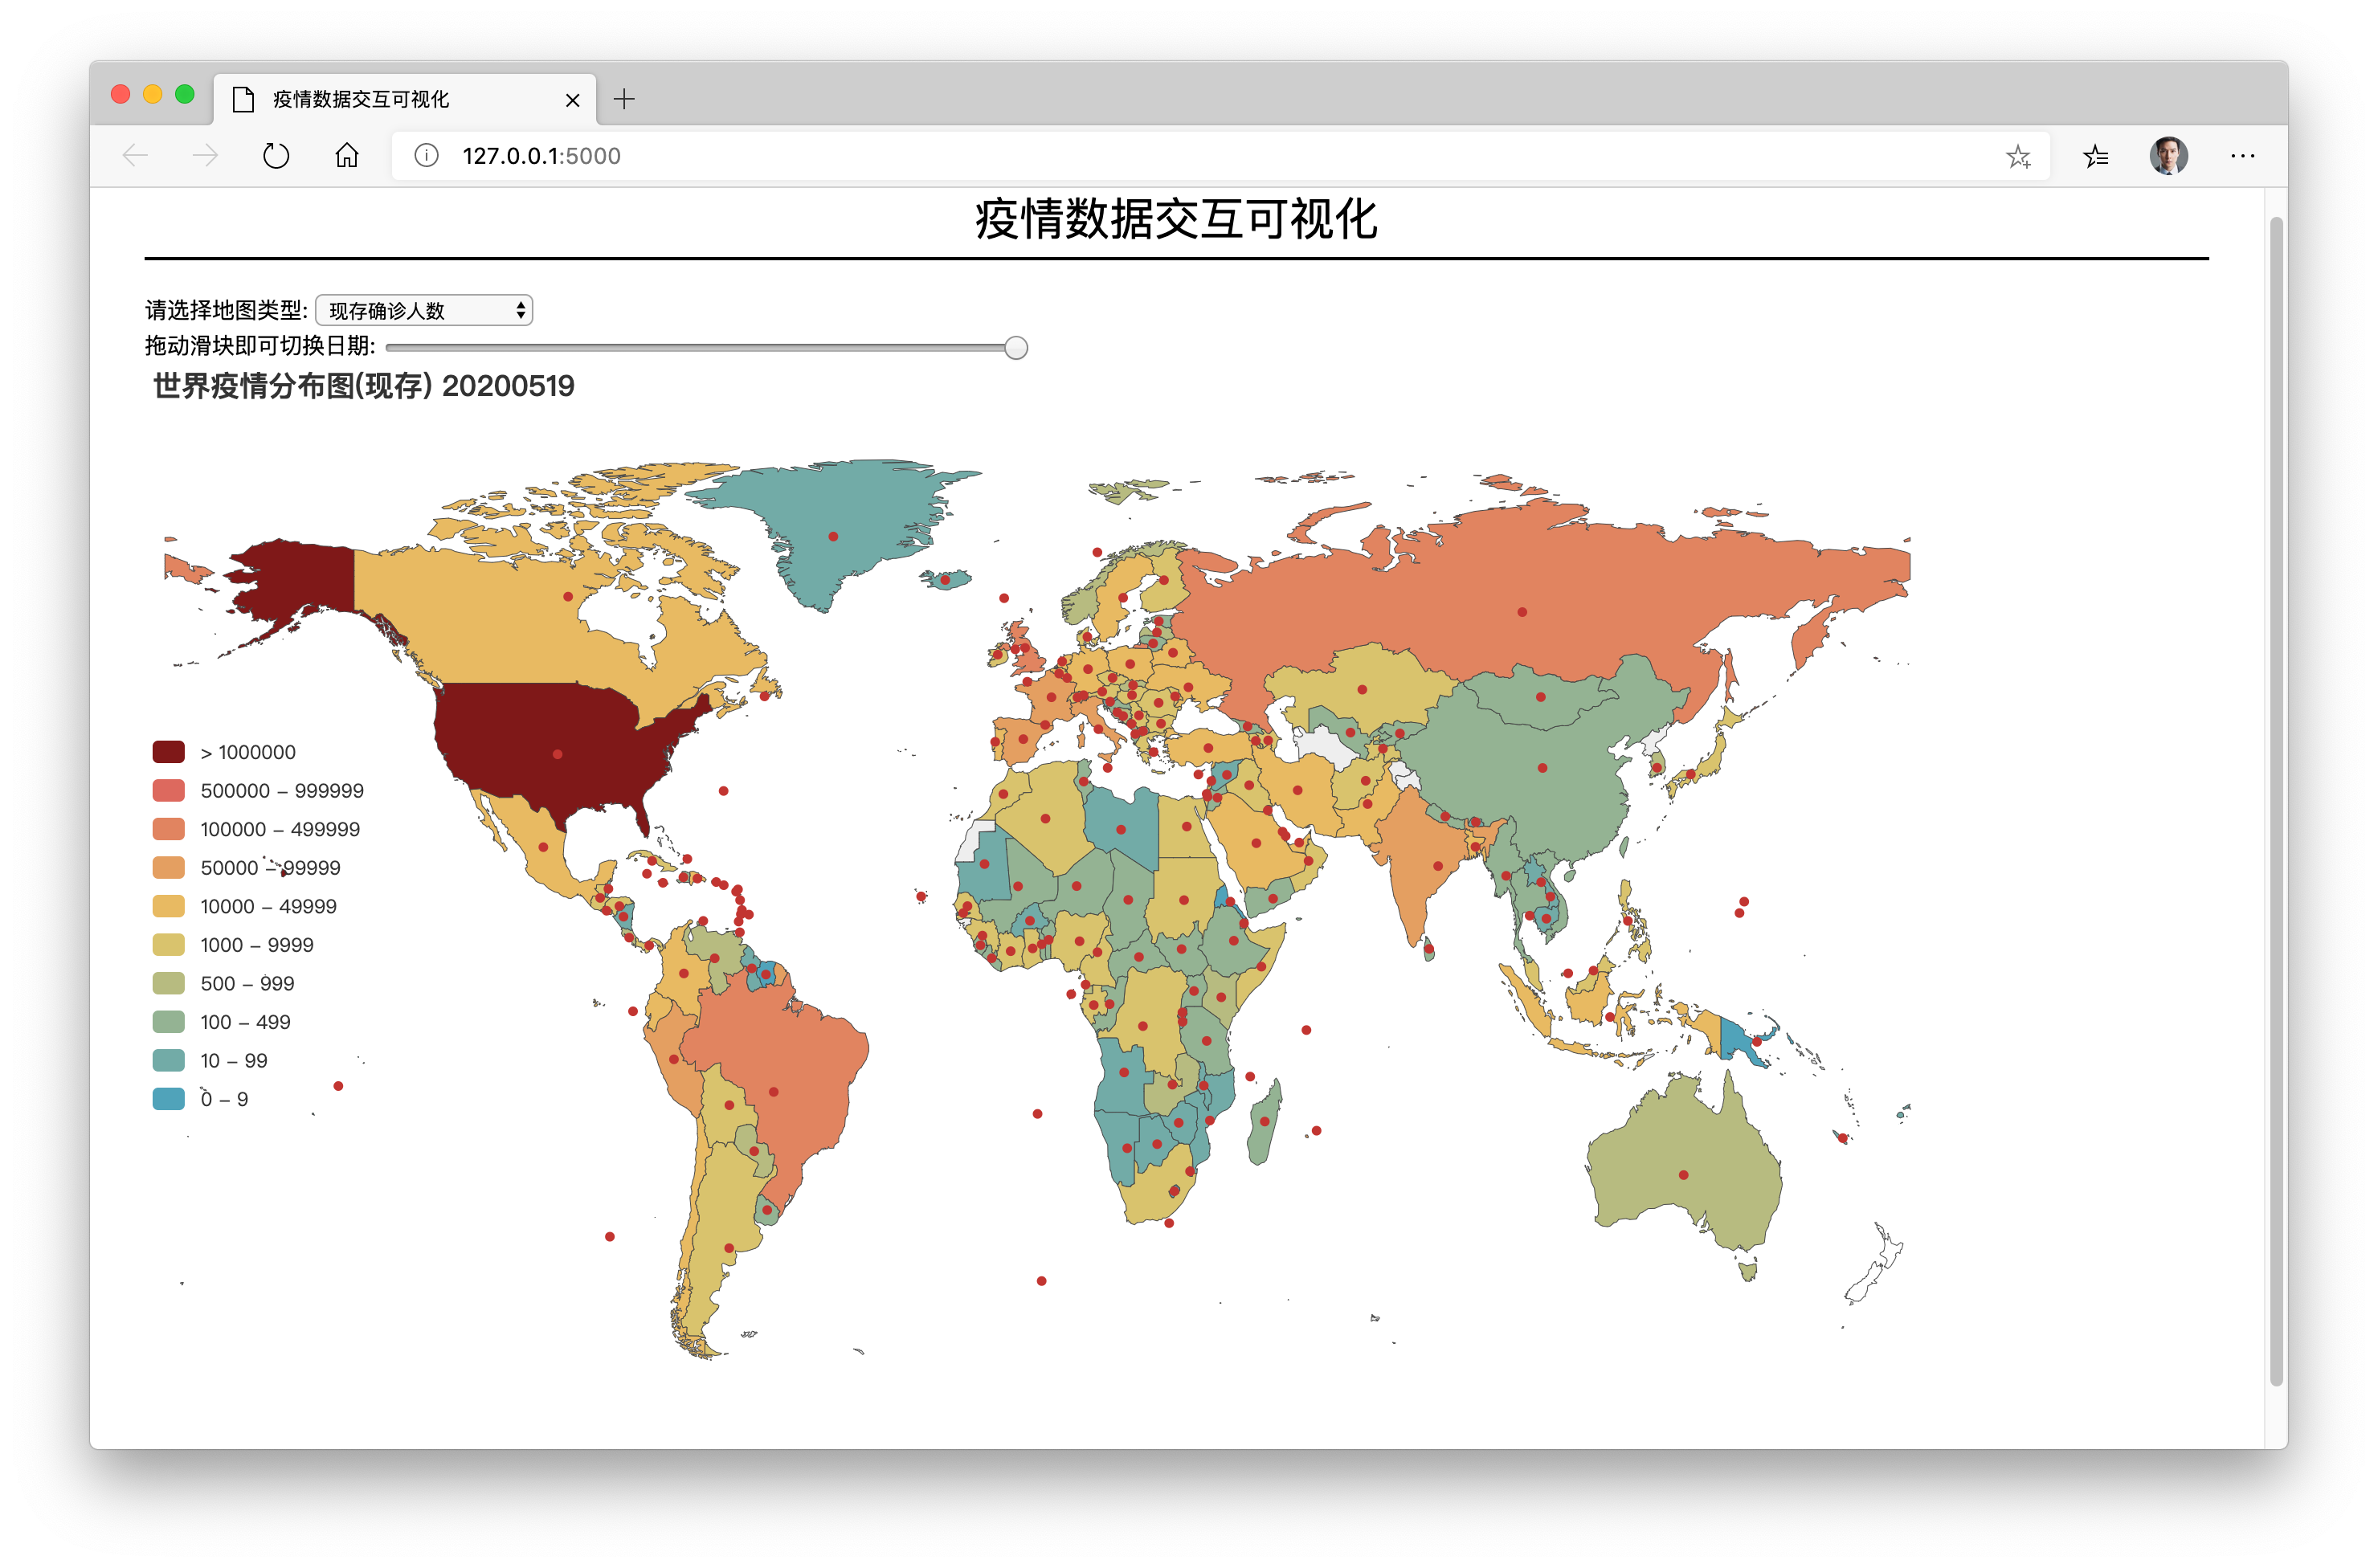 疫情数据交互可视化
127.0.0.1:5000
疫情数据交互可视化
请选择地图类型: 现存确诊人数
拖动滑块即可切换日期:
世界疫情分布图(现存) 20200519
> 1000000
500000 – 999999
100000 – 499999
50000 – 99999
10000 – 49999
1000 – 9999
500 – 999
100 – 499
10 – 99
0 – 9